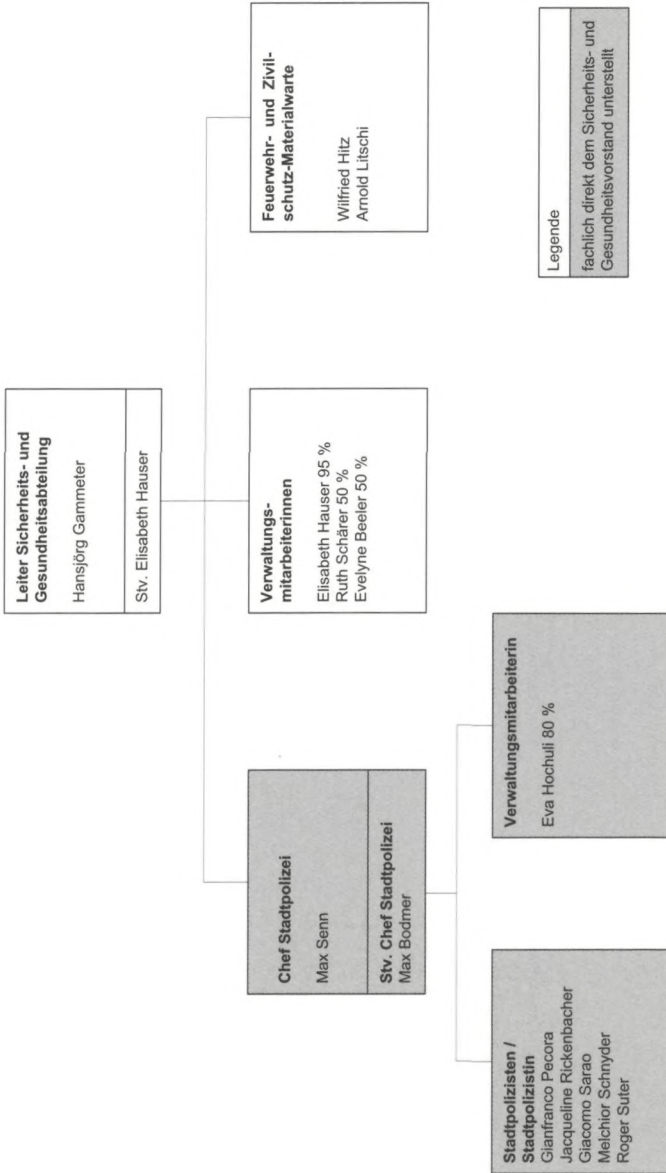 Leiter Sicherheits- und
Gesundheitsabteilung
Hansjörg Gammeter
Stv. Elisabeth Hauser
Chef Stadtpolizei
Max Senn
Stv. Chef Stadtpolizei
Max Bodmer
Verwaltungs-
mitarbeiterinnen
Elisabeth Hauser 95 %
Ruth Schärer 50 %
Evelyne Beeler 50 %
Feuerwehr- und Zivil-
schutz-Materialwarte
Wilfried Hitz
Arnold Litschi
Stadtpolizisten /
Stadtpolizistin
Gianfranco Pecora
Jacqueline Rickenbacher
Giacomo Sarao
Melchior Schnyder
Roger Suter
Verwaltungsmitarbeiterin
Eva Hochuli 80 %
Legende
fachlich direkt dem Sicherheits- und
Gesundheitsvorstand unterstellt